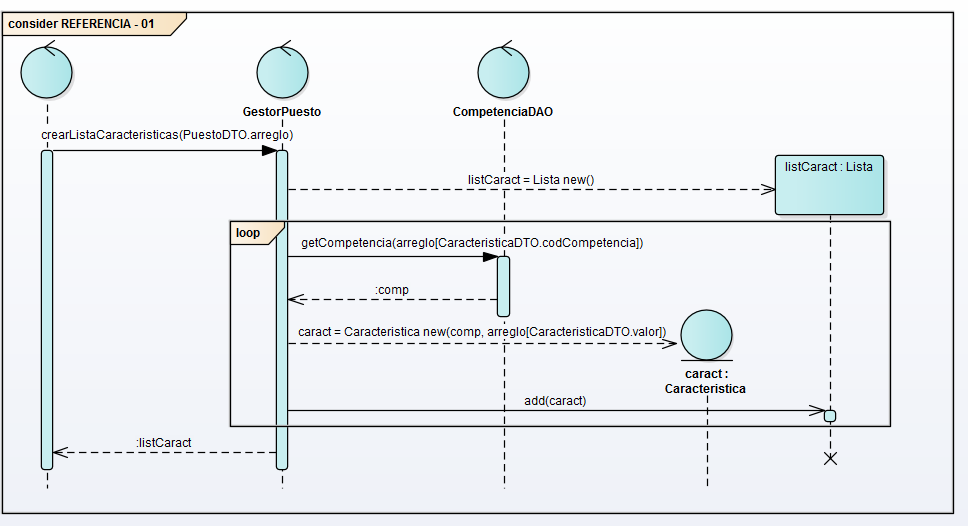 consider REFERENCIA - 01
GestorPuesto
CompetenciaDAO
crearListaCaracteristicas(PuestoDTO.arreglo)
listCaract : Lista
listCaract = Lista new()
loop
getCompetencia(arreglo[CaracteristicaDTO.codCompetencia])
:comp
caract = Caracteristica new(comp, arreglo[CaracteristicaDTO.valor])
caract :
Caracteristica
add(caract)
:listCaract